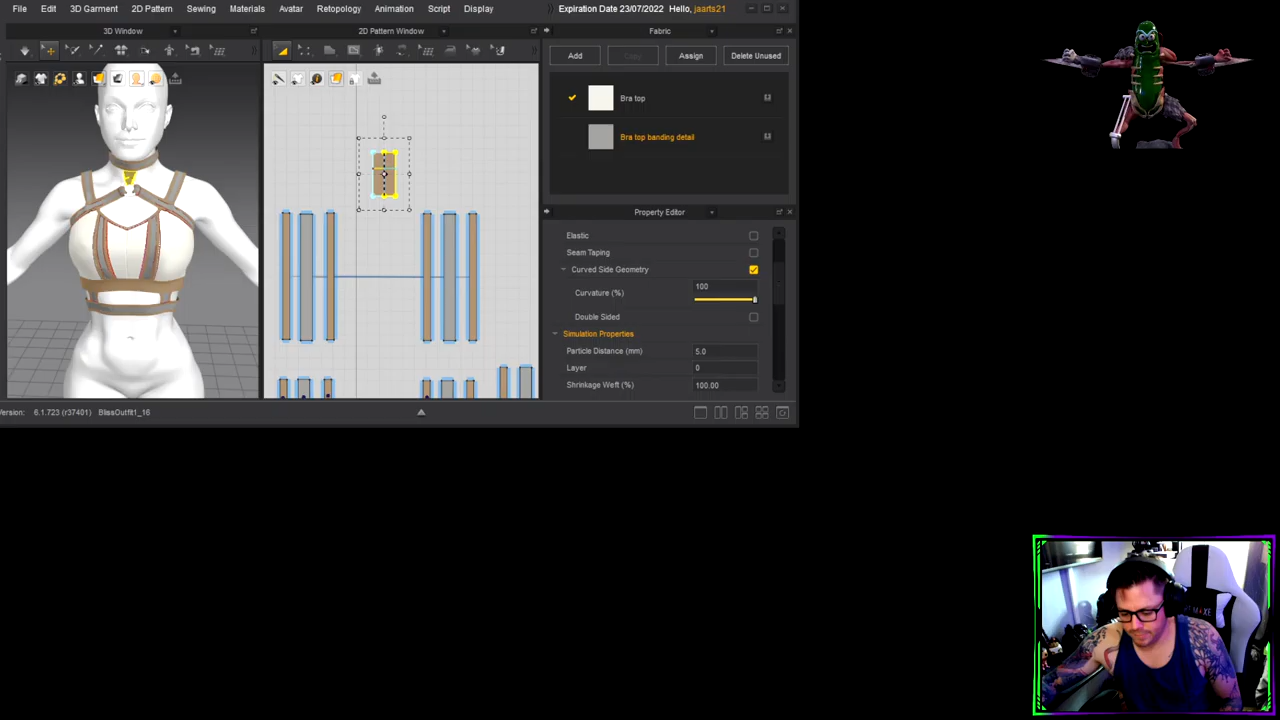 File Edit 3D Garment 2D Pattern Sewing Materials Avatar Retopology Animation Script Display Expiration Date 23/07/2022 Hello, jaarts21
3D Window 2D Pattern Window Fabric
Add Copy Assign Delete Unused
Bra top
Bra top banding detail
Property Editor
Elastic
Seam Taping
Curved Side Geometry
Curvature (%) 100
Double Sided
Simulation Properties
Particle Distance (mm) 5.0
Layer 0
Shrinkage Weft (%) 100.00
Version: 6.1.723 (r37401) BlissOutfit1_16